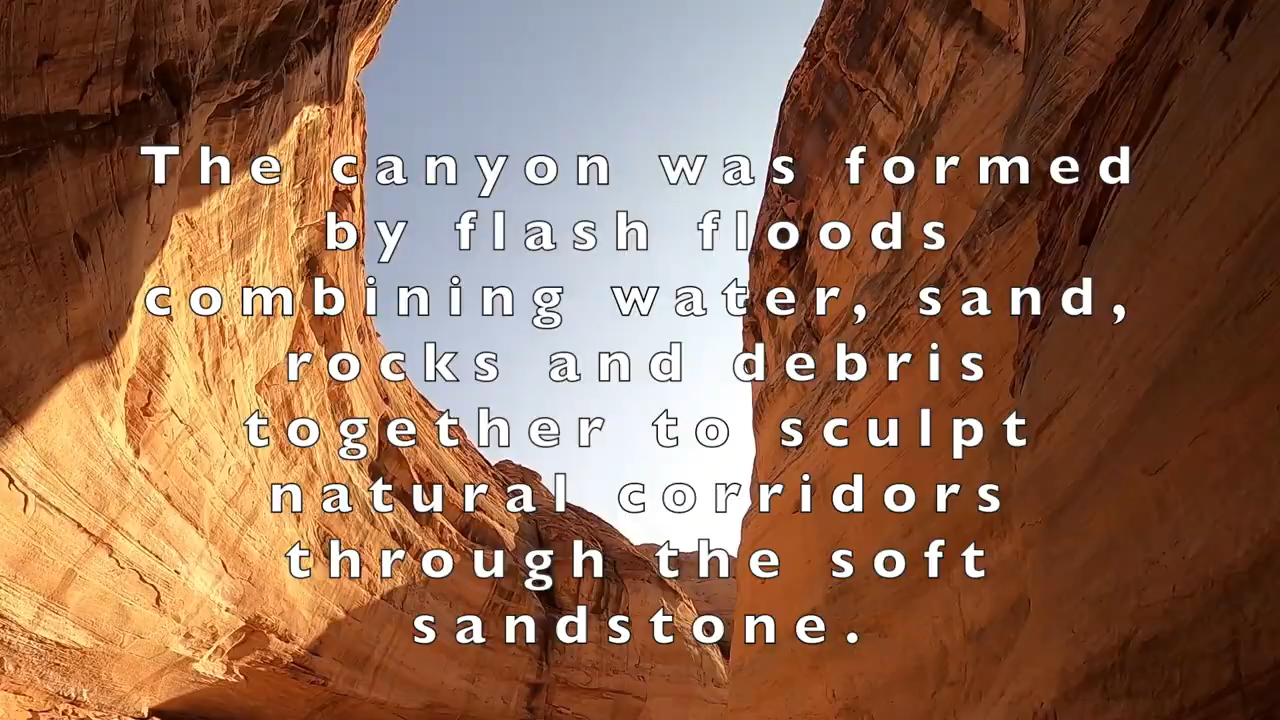 The canyon was formed
by flash floods
combining water, sand,
rocks and debris
together to sculpt
natural corridors
through the soft
sandstone.